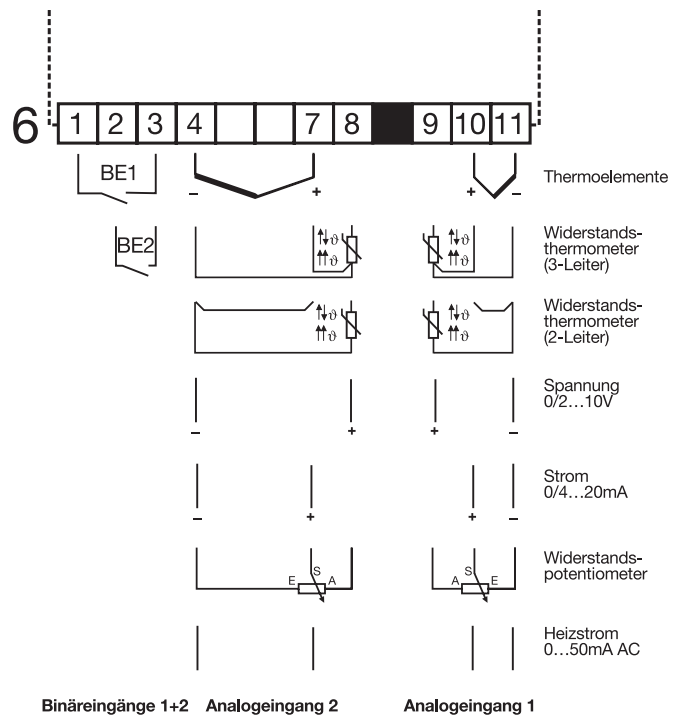 6 1 2 3 4 7 8 9 10 11
BE1 − + + − Thermoelemente
BE2 ϑ ϑ ϑ ϑ Widerstands-
thermometer
(3-Leiter)
ϑ ϑ ϑ ϑ Widerstands-
thermometer
(2-Leiter)
Spannung
0/2…10V
− + + −
Strom
0/4…20mA
− + + −
Widerstands-
potentiometer
E S A A S E
Heizstrom
0…50mA AC
Binäreingänge 1+2 Analogeingang 2 Analogeingang 1